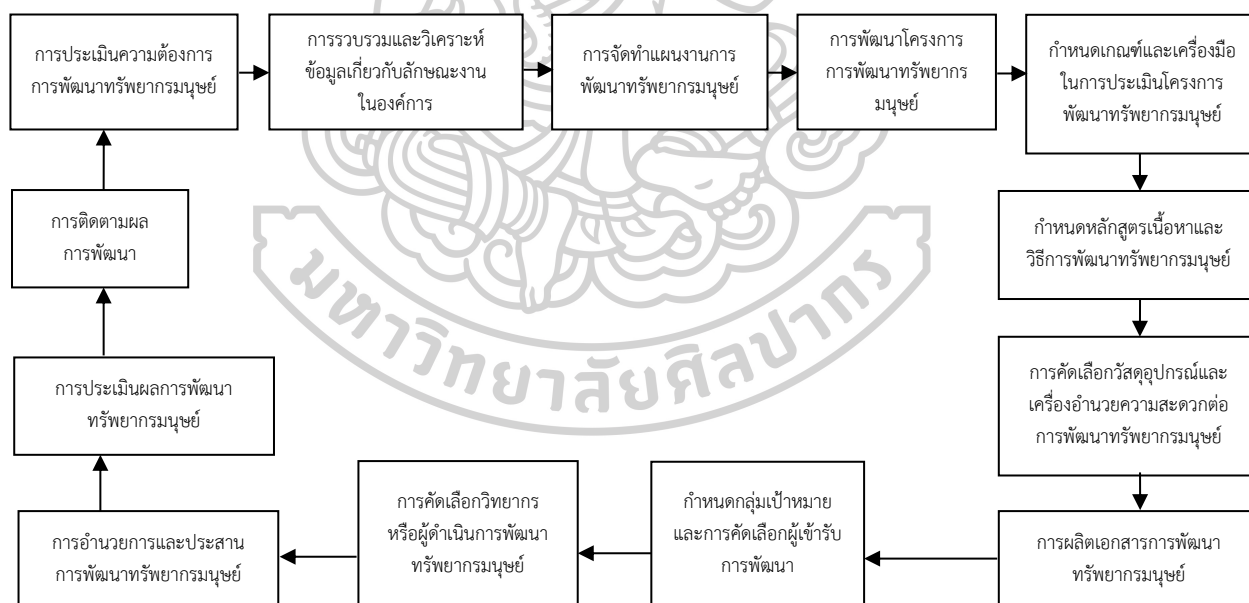 การประเมินความต้องการ
การพัฒนาทรัพยากรมนุษย์
การรวบรวมและวิเคราะห์
ข้อมูลเกี่ยวกับลักษณะงาน
ในองค์การ
การจัดทำแผนงานการ
พัฒนาทรัพยากรมนุษย์
การพัฒนาโครงการ
การพัฒนาทรัพยากร
มนุษย์
กำหนดเกณฑ์และเครื่องมือ
ในการประเมินโครงการ
พัฒนาทรัพยากรมนุษย์
กำหนดหลักสูตรเนื้อหาและ
วิธีการพัฒนาทรัพยากรมนุษย์
การคัดเลือกวัสดุอุปกรณ์และ
เครื่องอำนวยความสะดวกต่อ
การพัฒนาทรัพยากรมนุษย์
การผลิตเอกสารการพัฒนา
ทรัพยากรมนุษย์
กำหนดกลุ่มเป้าหมาย
และการคัดเลือกผู้เข้ารับ
การพัฒนา
การคัดเลือกวิทยากร
หรือผู้ดำเนินการพัฒนา
ทรัพยากรมนุษย์
การอำนวยการและประสาน
การพัฒนาทรัพยากรมนุษย์
การประเมินผลการพัฒนา
ทรัพยากรมนุษย์
การติดตามผล
การพัฒนา
มหาวิทยาลัยศิลปากร